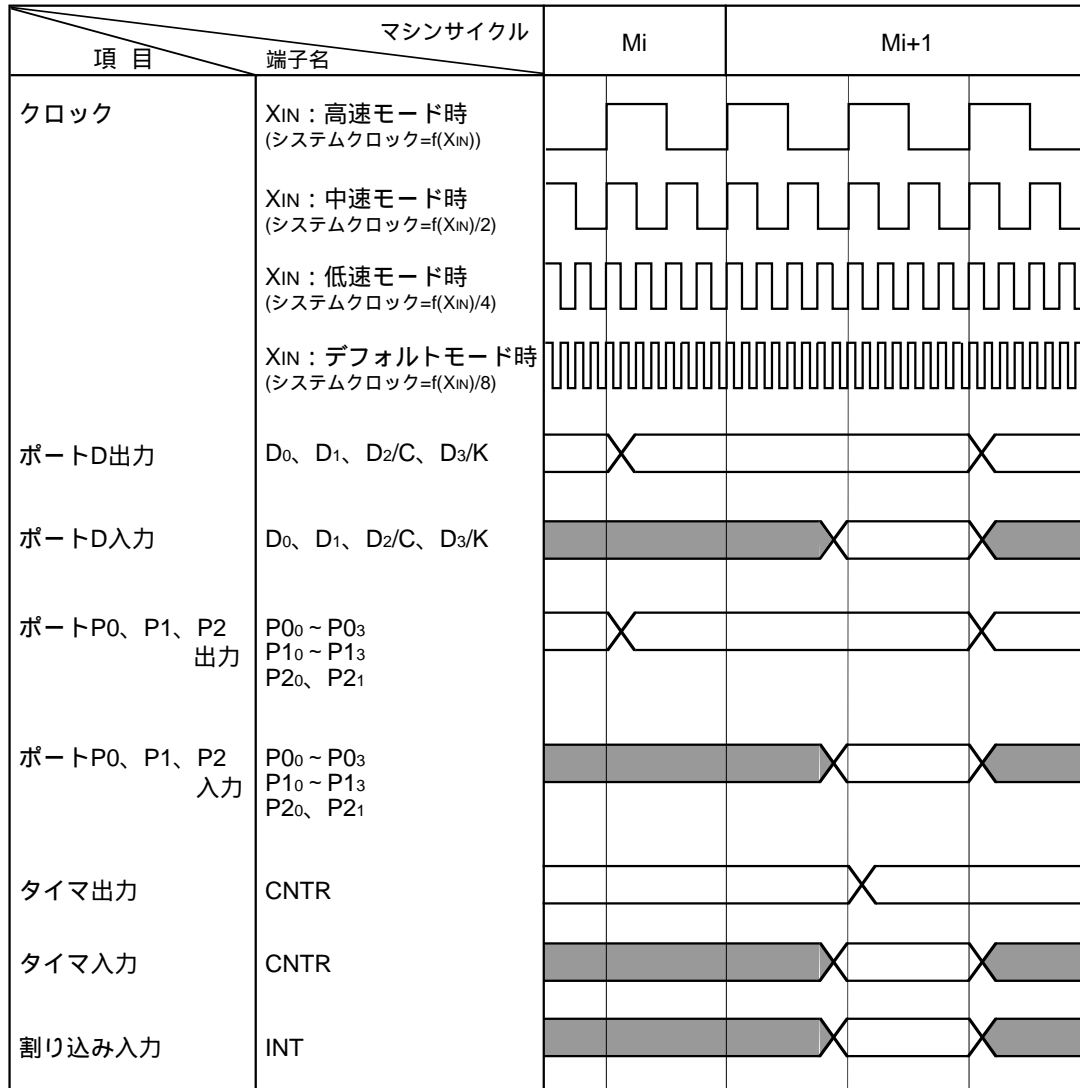 マシンサイクル
項 目
端子名
Mi
Mi+1
クロック
XIN：高速モード時
(システムクロック=f(XIN))
XIN：中速モード時
(システムクロック=f(XIN)/2)
XIN：低速モード時
(システムクロック=f(XIN)/4)
XIN：デフォルトモード時
(システムクロック=f(XIN)/8)
ポートD出力
D0、D1、D2/C、D3/K
ポートD入力
D0、D1、D2/C、D3/K
ポートP0、P1、P2
出力
P00 ~ P03
P10 ~ P13
P20、P21
ポートP0、P1、P2
入力
P00 ~ P03
P10 ~ P13
P20、P21
タイマ出力
CNTR
タイマ入力
CNTR
割り込み入力
INT